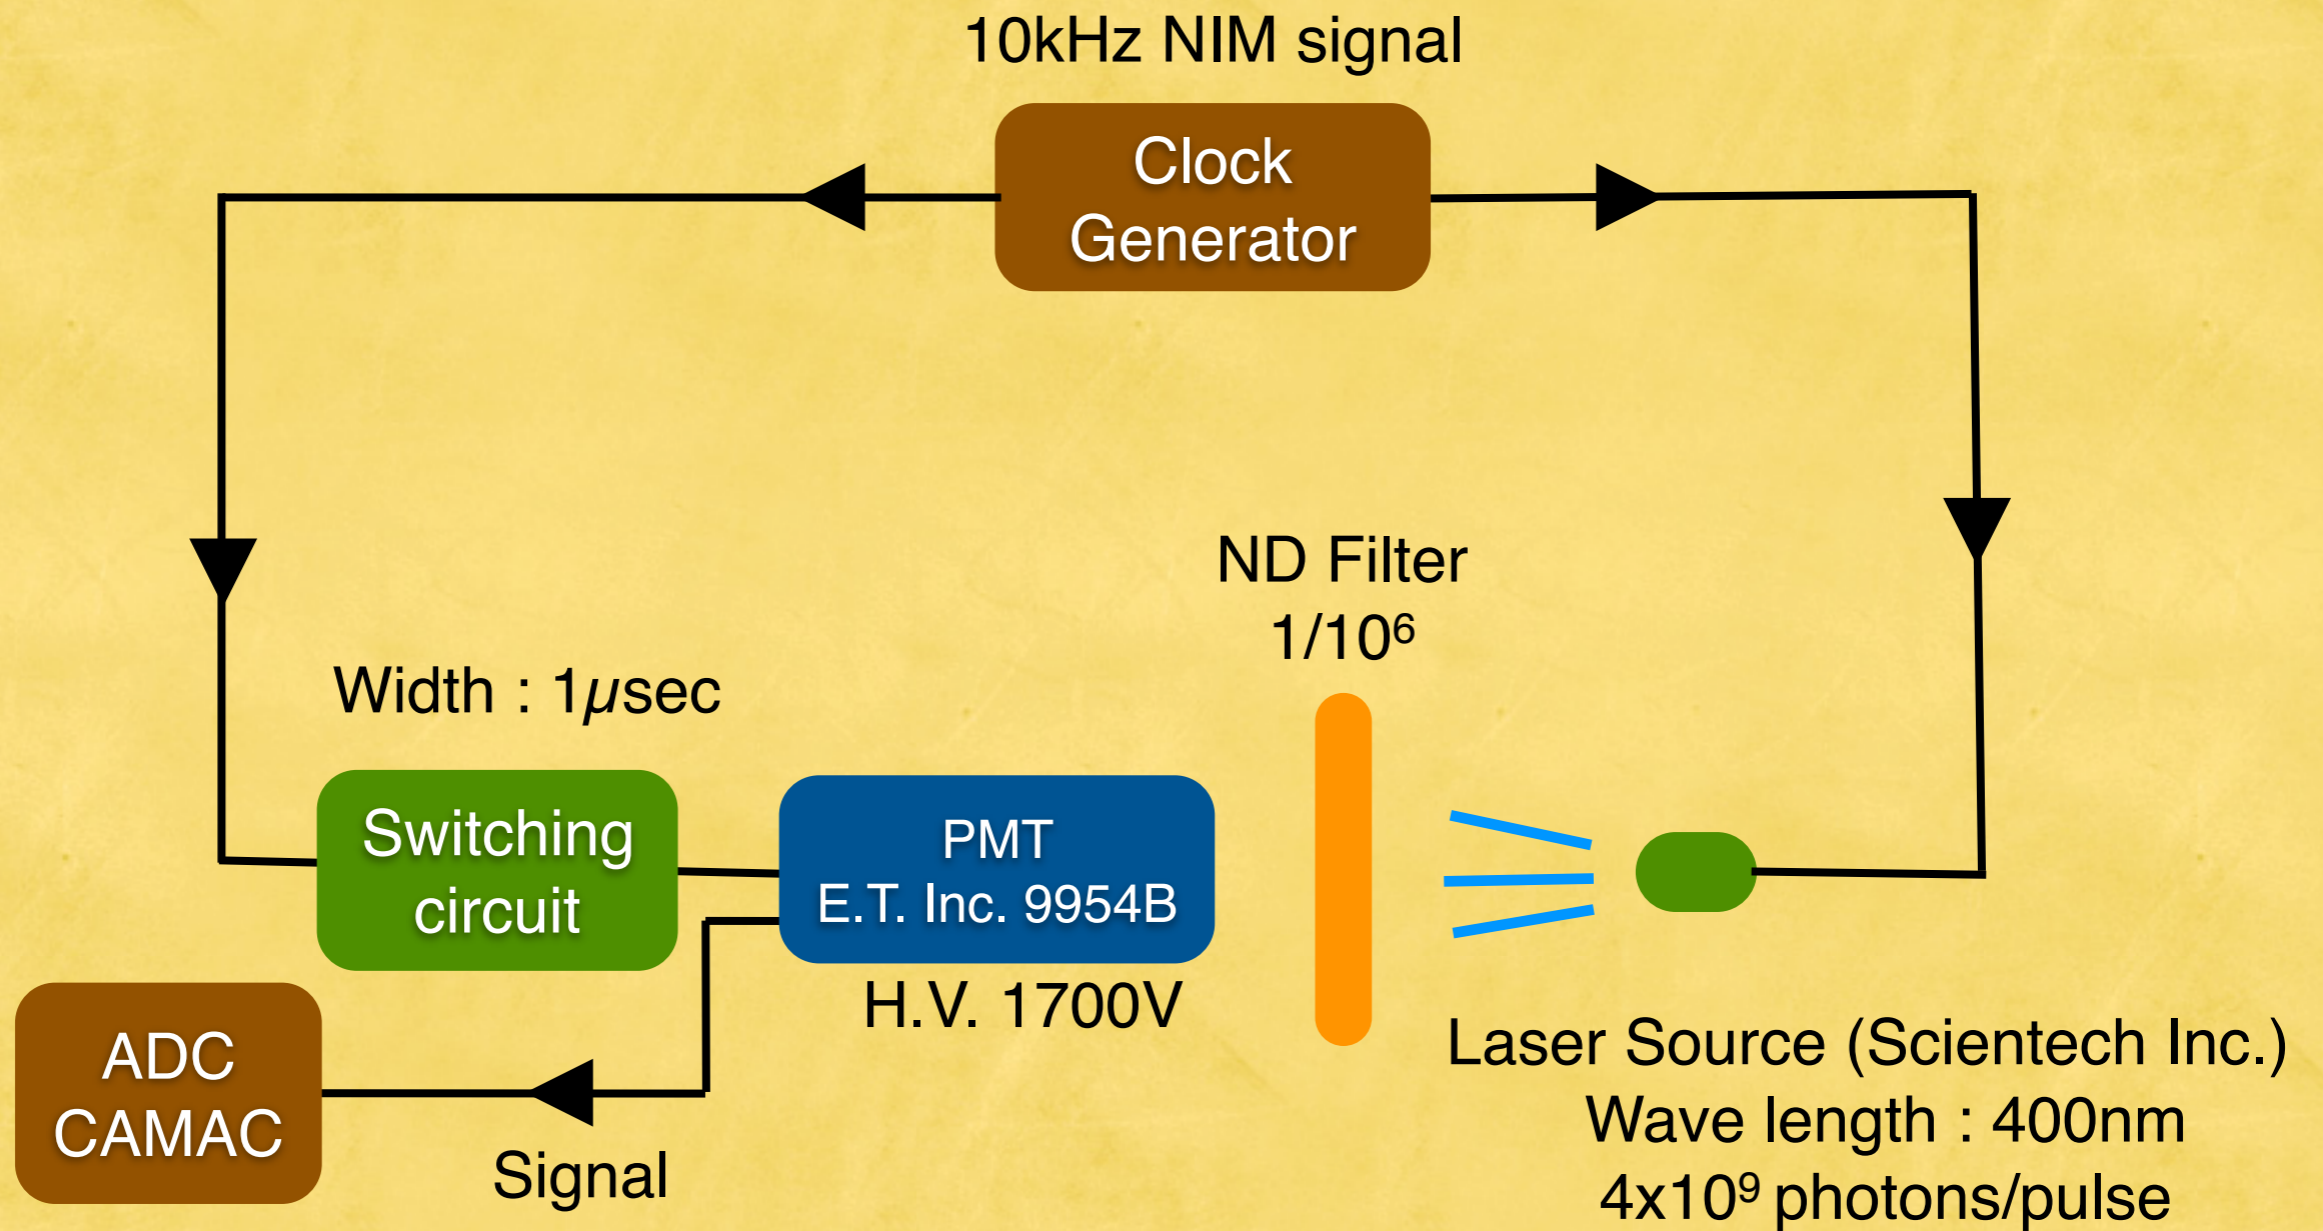 10kHz NIM signal
Clock
Generator
ND Filter
1/10⁶
Width : 1μsec
Switching
circuit
PMT
E.T. Inc. 9954B
H.V. 1700V
ADC
CAMAC
Signal
Laser Source (Scientech Inc.)
Wave length : 400nm
4x10⁹ photons/pulse